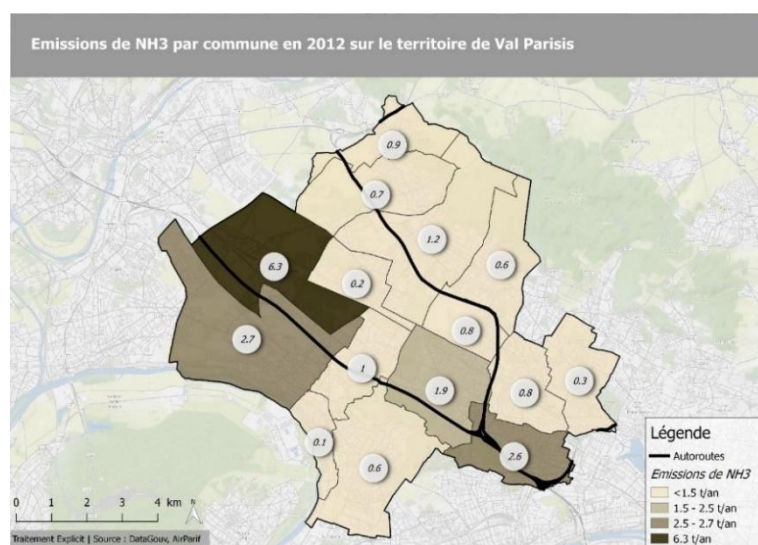 Emissions de NH3 par commune en 2012 sur le territoire de Val Parisis
0.9
0.7
1.2
0.6
6.3
0.2
0.8
2.7
1
1.9
0.8
0.3
0.1
0.6
2.6
Légende
Autoroutes
Emissions de NH3
<1.5 t/an
1.5 - 2.5 t/an
2.5 - 2.7 t/an
6.3 t/an
0 1 2 3 4 km
N
Traitement Explicit | Source : DataGouv, AirParif